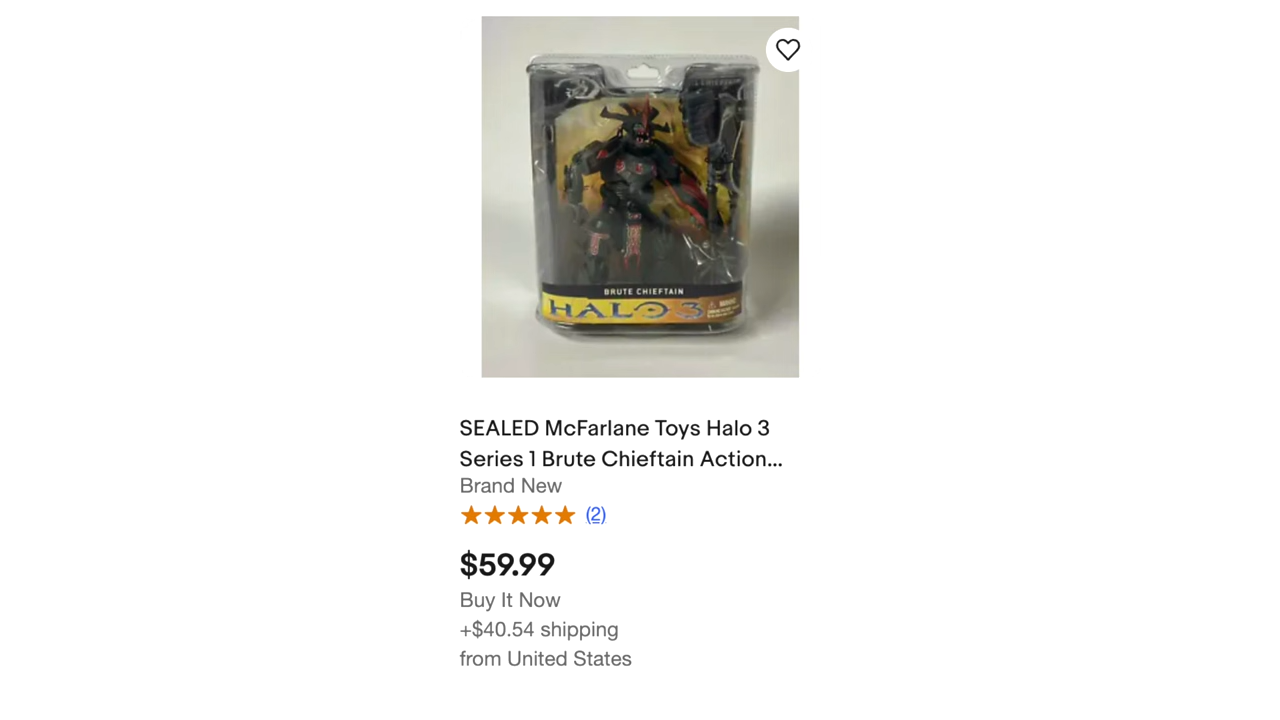 BRUTE CHIEFTAIN
HALO 3
SEALED McFarlane Toys Halo 3
Series 1 Brute Chieftain Action...
Brand New
(2)
$59.99
Buy It Now
+$40.54 shipping
from United States